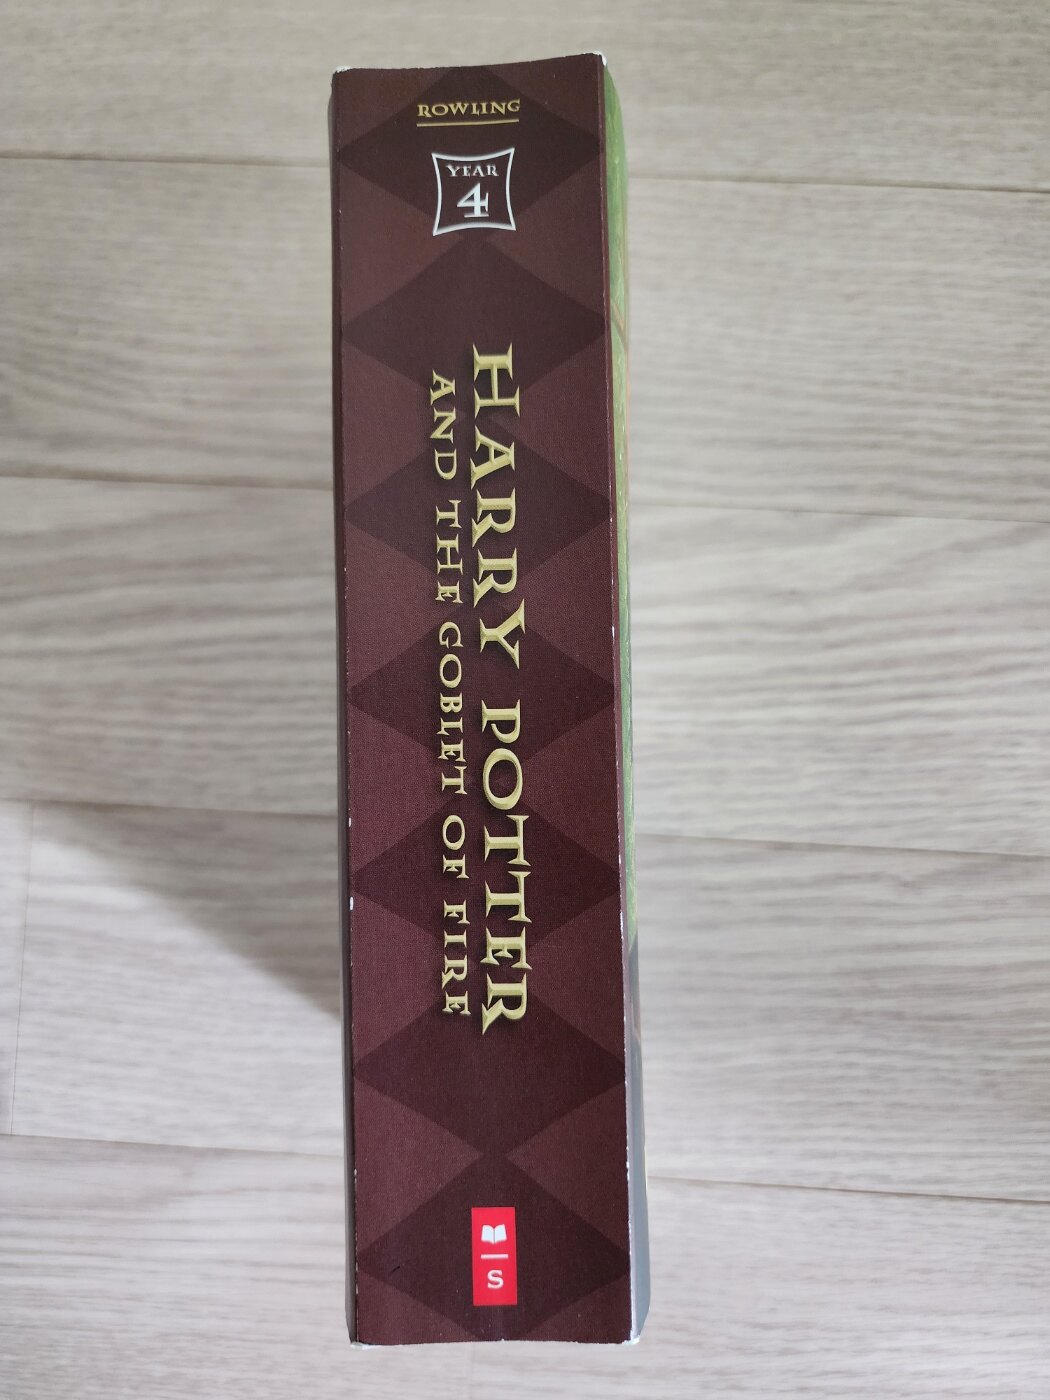 ROWLING
YEAR
4
HARRY POTTER
AND THE GOBLET OF FIRE
S